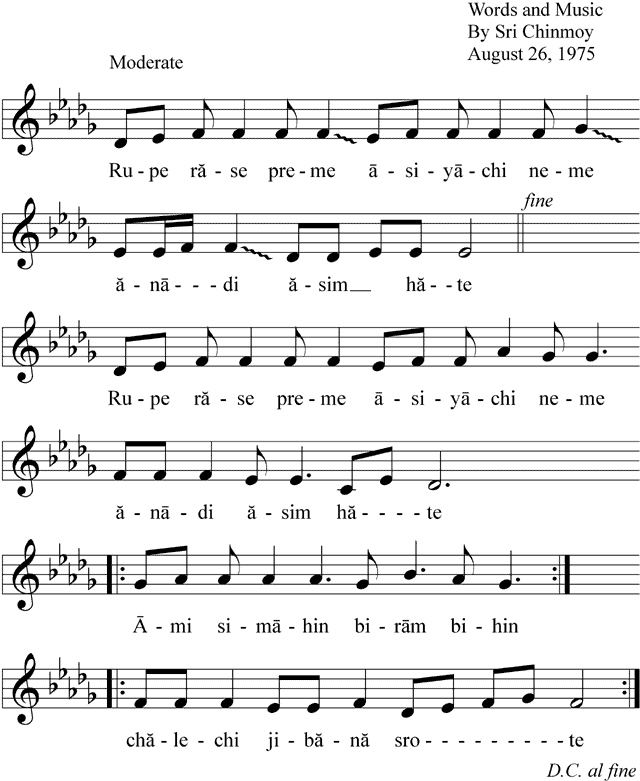 Words and Music
By Sri Chinmoy
August 26, 1975
Moderate
Ru - pe ră - se pre - me ā - si - yā - chi ne - me
fine
ă - nā - - - di ă - sim__ hă - - te
Ru - pe ră - se pre - me ā - si - yā - chi ne - me
ă - nā - di ă - sim hă - - - - te
Ā - mi si - mā - hin bi - rām bi - hin
chă - le - chi ji - bă - nă sro - - - - - - - - te
D.C. al fine